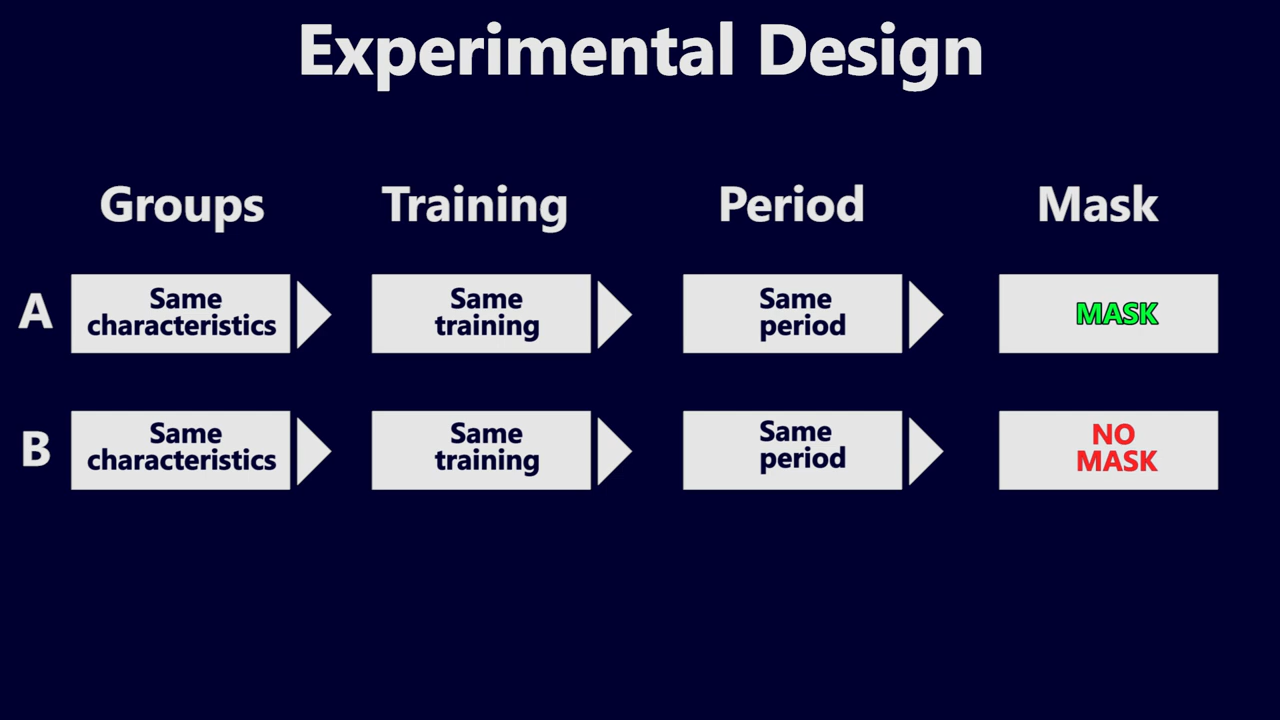 Experimental Design
Groups
Training
Period
Mask
A
Same
characteristics
Same
training
Same
period
MASK
B
Same
characteristics
Same
training
Same
period
NO
MASK